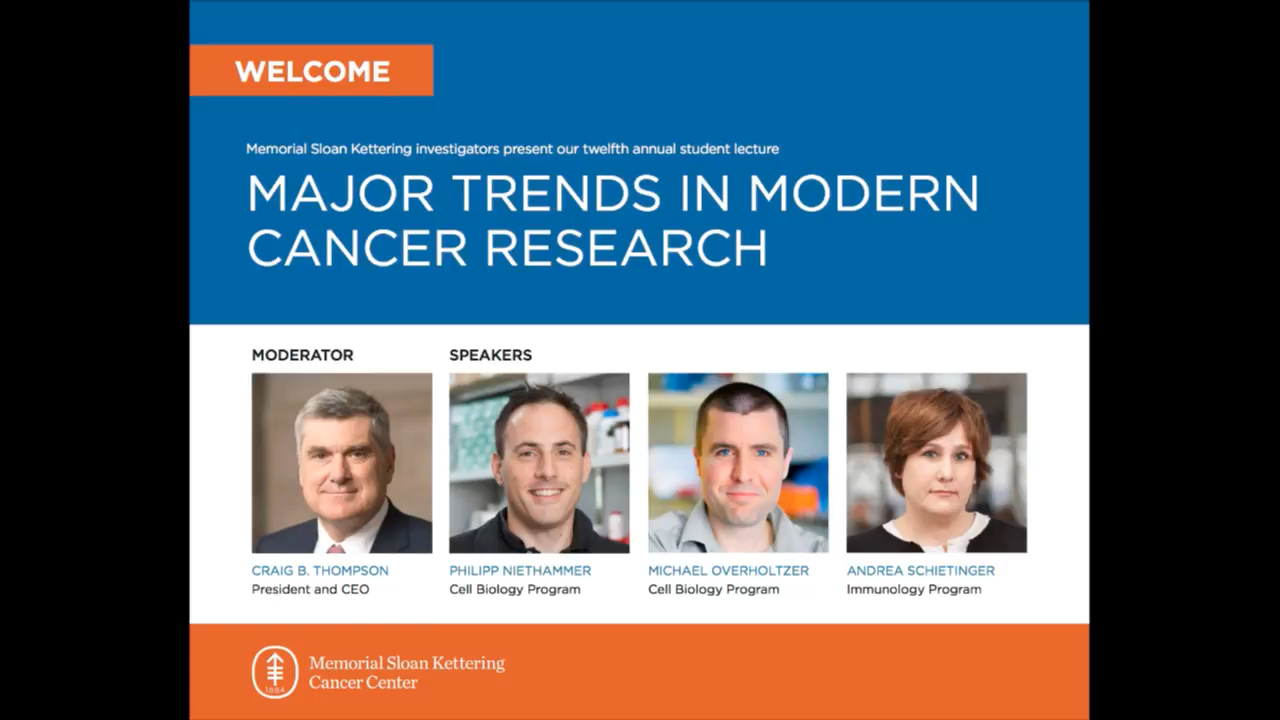 WELCOME
Memorial Sloan Kettering investigators present our twelfth annual student lecture
MAJOR TRENDS IN MODERN
CANCER RESEARCH
MODERATOR
SPEAKERS
CRAIG B. THOMPSON
President and CEO
PHILIPP NIETHAMMER
Cell Biology Program
MICHAEL OVERHOLTZER
Cell Biology Program
ANDREA SCHIETINGER
Immunology Program
1884
Memorial Sloan Kettering
Cancer Center